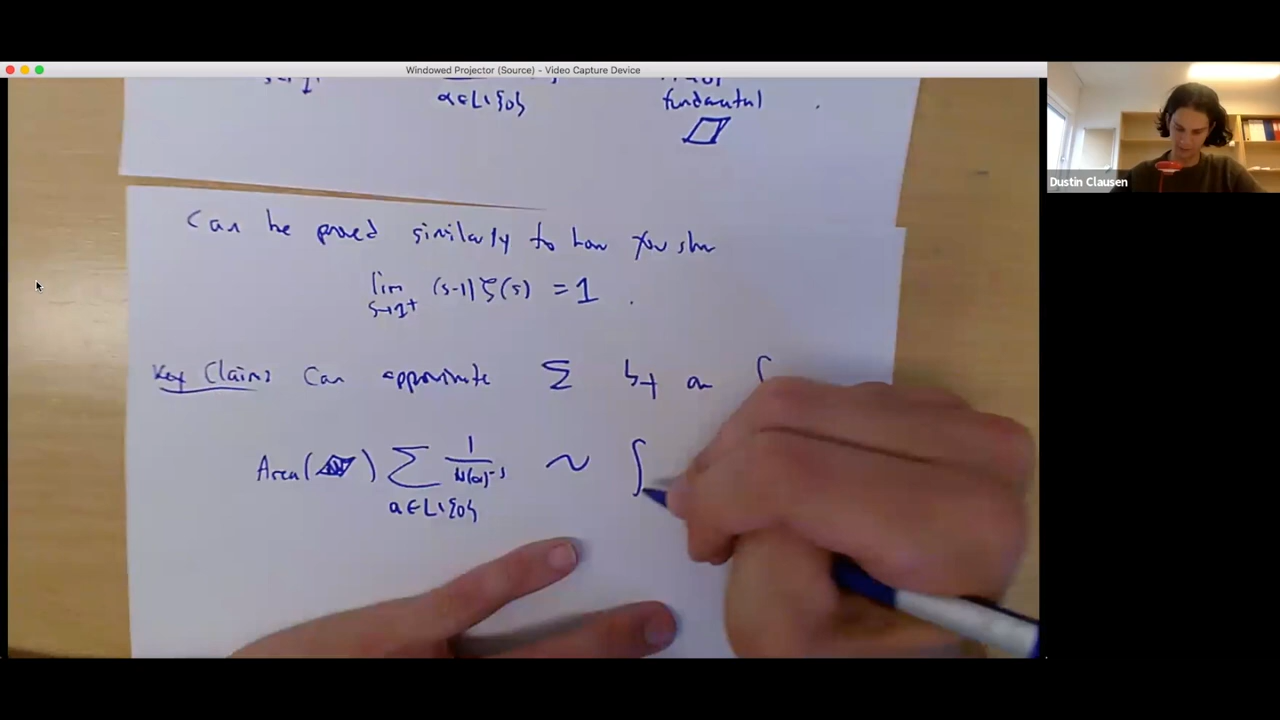 Windowed Projector (Source) - Video Capture Device
α∈L\{0}
fundamental
Dustin Clausen
Can be proved similarly to how you show
lim (s-1)ζ(s) = 1 .
s→1⁺
Key Claim: Can approximate Σ by an ∫
Area(▱) Σ 1/N(α)^-s ~ ∫
α∈L\{0}